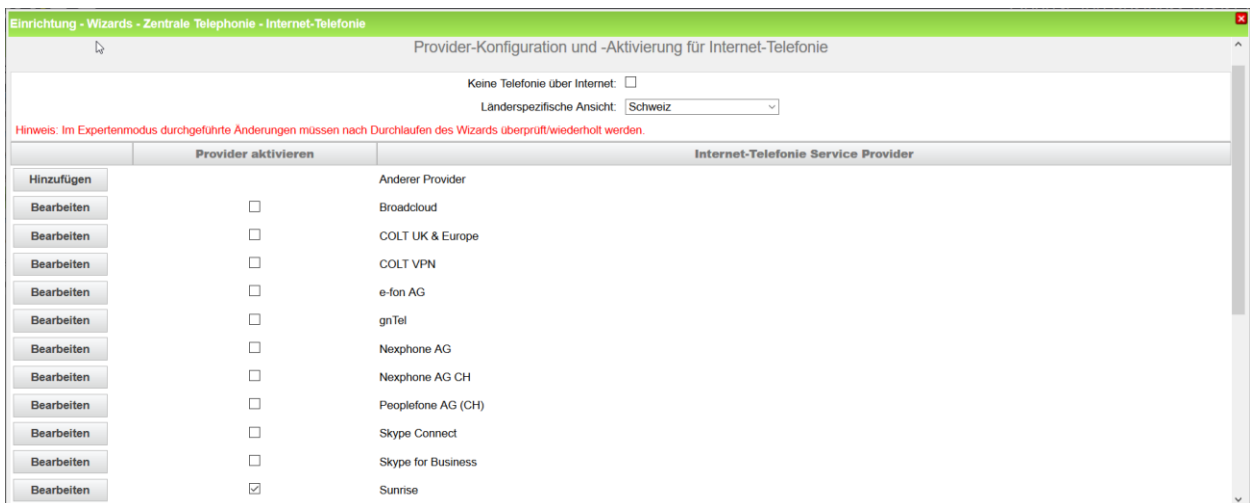 Einrichtung - Wizards - Zentrale Telephonie - Internet-Telefonie
Provider-Konfiguration und -Aktivierung für Internet-Telefonie
Keine Telefonie über Internet:
Länderspezifische Ansicht: Schweiz
Hinweis: Im Expertenmodus durchgeführte Änderungen müssen nach Durchlaufen des Wizards überprüft/wiederholt werden.
Provider aktivieren Internet-Telefonie Service Provider
Hinzufügen Anderer Provider
Bearbeiten Broadcloud
Bearbeiten COLT UK & Europe
Bearbeiten COLT VPN
Bearbeiten e-fon AG
Bearbeiten gnTel
Bearbeiten Nexphone AG
Bearbeiten Nexphone AG CH
Bearbeiten Peoplefone AG (CH)
Bearbeiten Skype Connect
Bearbeiten Skype for Business
Bearbeiten Sunrise